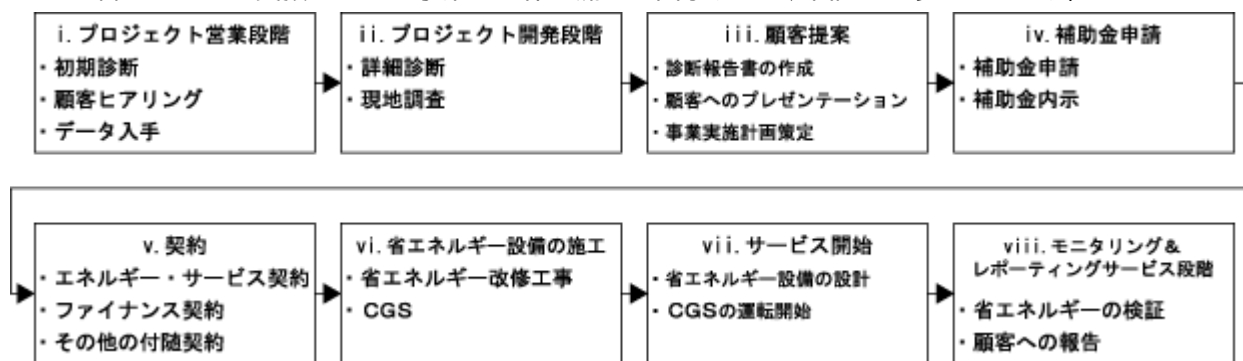 i.プロジェクト営業段階
・初期診断
・顧客ヒアリング
・データ入手
ii.プロジェクト開発段階
・詳細診断
・現地調査
iii.顧客提案
・診断報告書の作成
・顧客へのプレゼンテーション
・事業実施計画策定
iv.補助金申請
・補助金申請
・補助金内示
v.契約
・エネルギー・サービス契約
・ファイナンス契約
・その他の付随契約
vi.省エネルギー設備の施工
・省エネルギー改修工事
・CGS
vii.サービス開始
・省エネルギー設備の設計
・CGSの運転開始
viii.モニタリング&
レポーティングサービス段階
・省エネルギーの検証
・顧客への報告